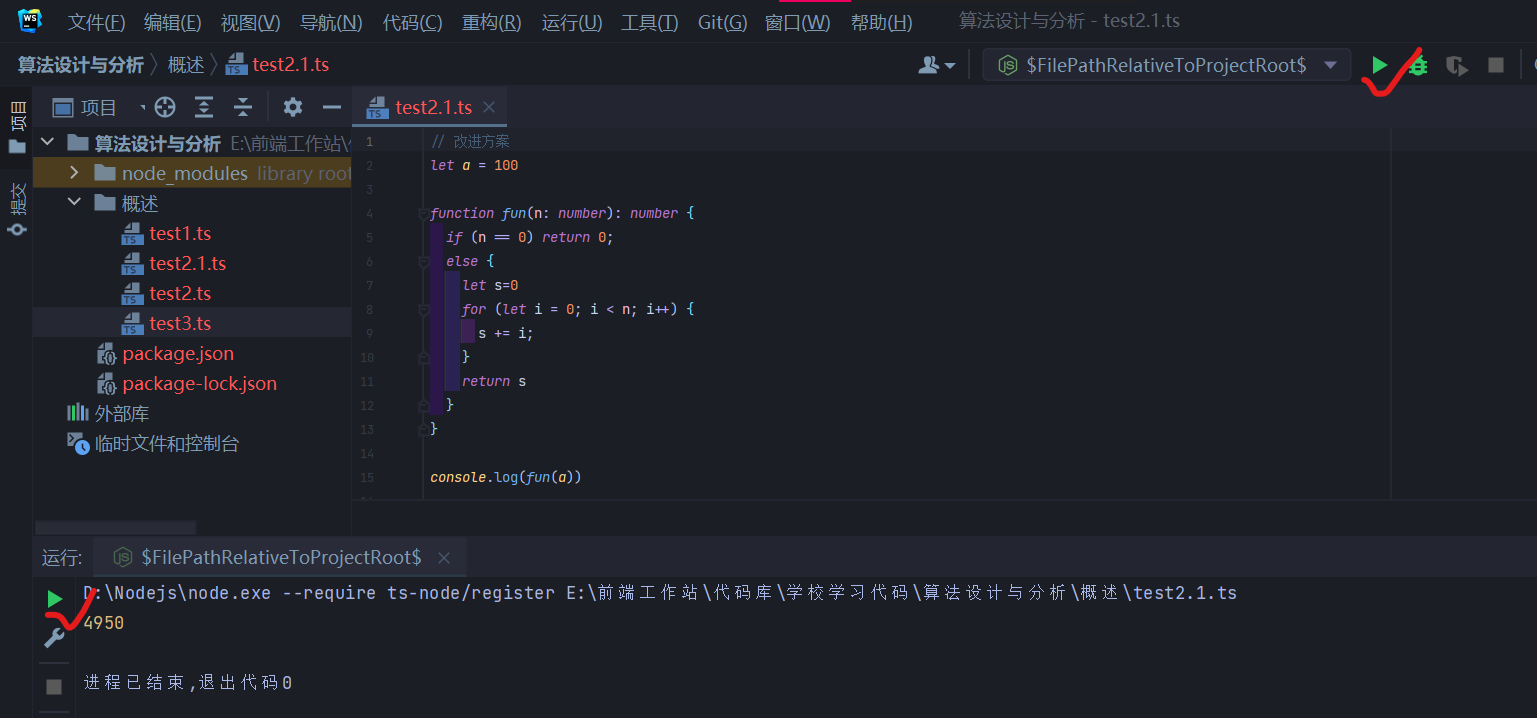 WS 文件(F) 编辑(E) 视图(V) 导航(N) 代码(C) 重构(R) 运行(U) 工具(T) Git(G) 窗口(W) 帮助(H) 算法设计与分析 - test2.1.ts
算法设计与分析 〉 概述 〉 test2.1.ts $FilePathRelativeToProjectRoot$
项目
提交
项目
算法设计与分析 E:\前端工作站\
node_modules library root
概述
test1.ts
test2.1.ts
test2.ts
test3.ts
package.json
package-lock.json
外部库
临时文件和控制台
test2.1.ts
1 // 改进方案
2 let a = 100
3
4 function fun(n: number): number {
5 if (n == 0) return 0;
6 else {
7 let s=0
8 for (let i = 0; i < n; i++) {
9 s += i;
10 }
11 return s
12 }
13 }
14
15 console.log(fun(a))
运行: $FilePathRelativeToProjectRoot$
D:\Nodejs\node.exe --require ts-node/register E:\前端工作站\代码库\学校学习代码\算法设计与分析\概述\test2.1.ts
4950
进程已结束,退出代码0